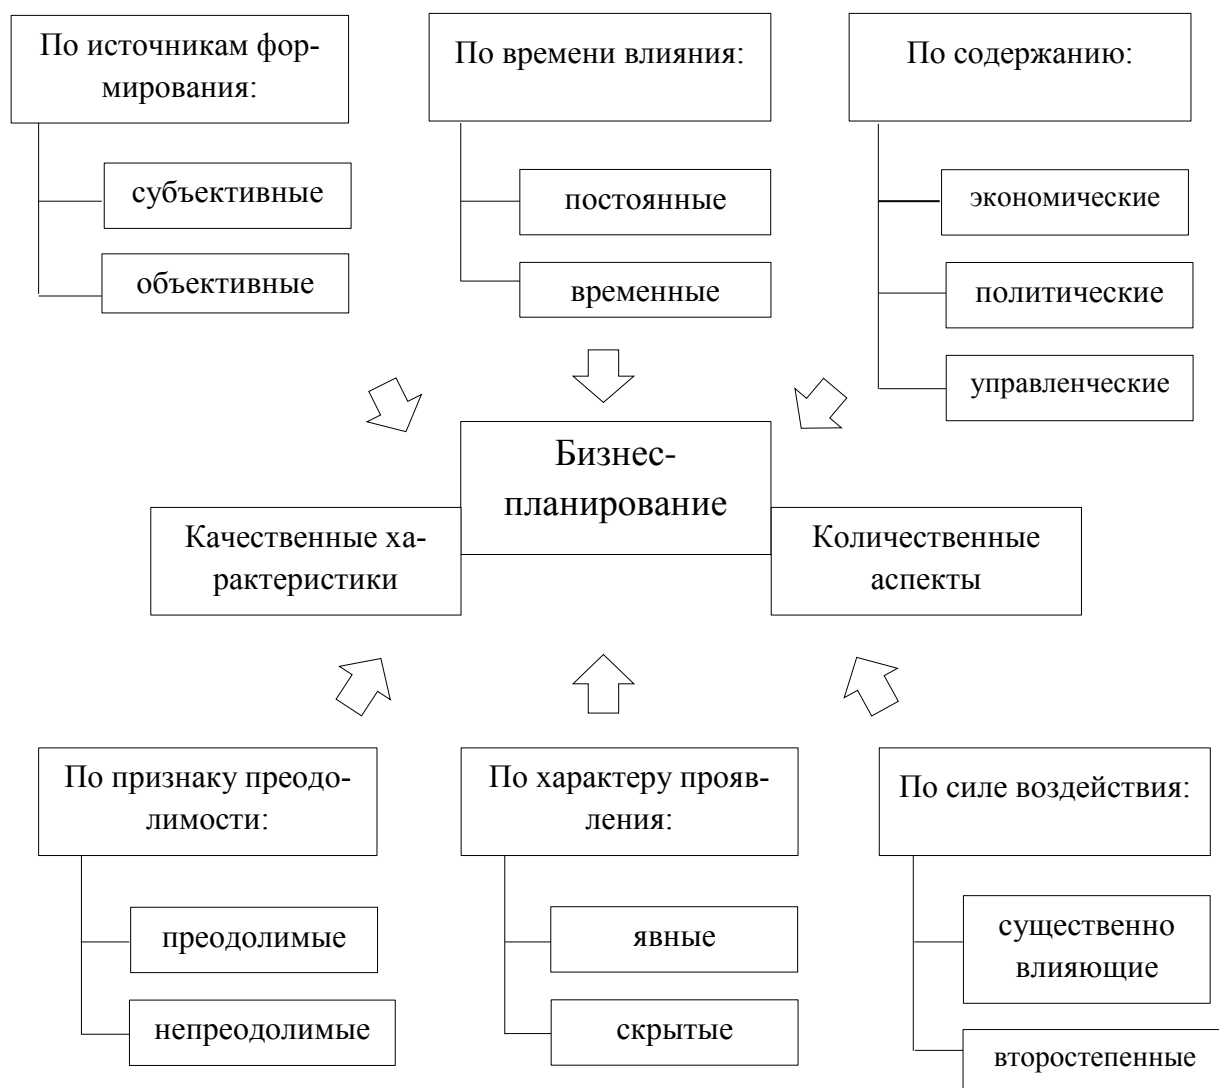 По источникам фор-
мирования:
субъективные
объективные
По времени влияния:
постоянные
временные
По содержанию:
экономические
политические
управленческие
Бизнес-
планирование
Качественные ха-
рактеристики
Количественные
аспекты
По признаку преодо-
лимости:
преодолимые
непреодолимые
По характеру прояв-
ления:
явные
скрытые
По силе воздействия:
существенно
влияющие
второстепенные